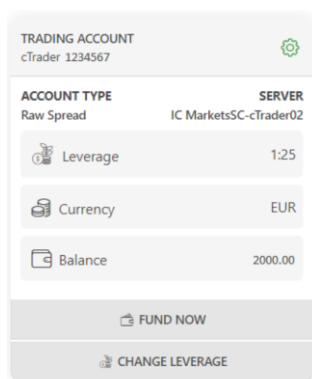 TRADING ACCOUNT
cTrader 1234567
ACCOUNT TYPE SERVER
Raw Spread IC MarketsSC-cTrader02
Leverage 1:25
Currency EUR
Balance 2000.00
FUND NOW
CHANGE LEVERAGE